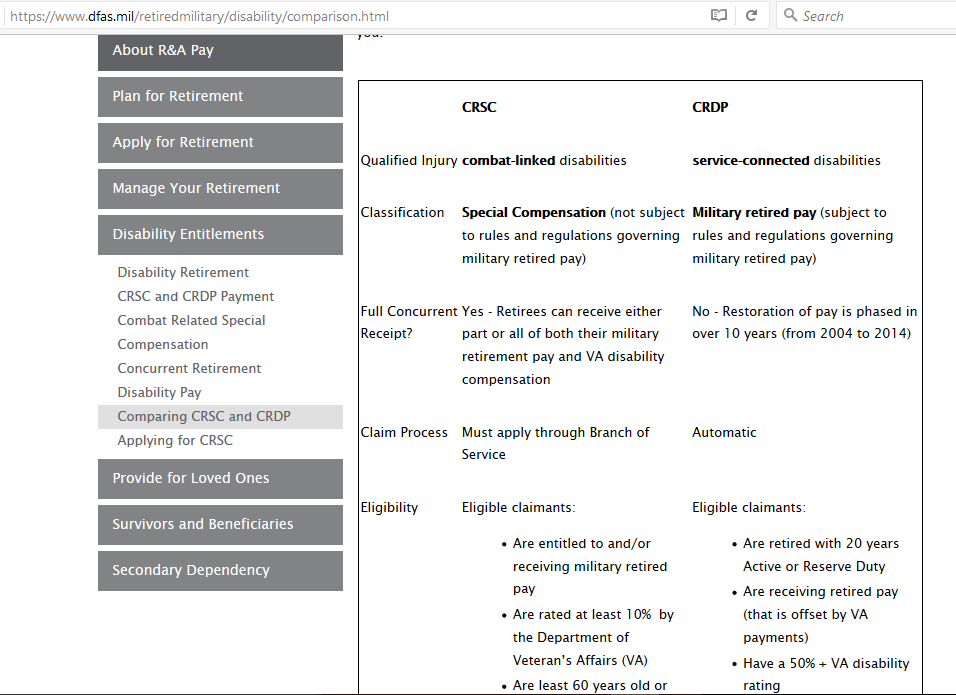 https://www.dfas.mil/retiredmilitary/disability/comparison.html
Search
you.
About R&A Pay
Plan for Retirement
Apply for Retirement
Manage Your Retirement
Disability Entitlements
Disability Retirement
CRSC and CRDP Payment
Combat Related Special
Compensation
Concurrent Retirement
Disability Pay
Comparing CRSC and CRDP
Applying for CRSC
Provide for Loved Ones
Survivors and Beneficiaries
Secondary Dependency
CRSC CRDP
Qualified Injury combat-linked disabilities service-connected disabilities
Classification Special Compensation (not subject Military retired pay (subject to
to rules and regulations governing rules and regulations governing
military retired pay) military retired pay)
Full Concurrent Yes - Retirees can receive either No - Restoration of pay is phased in
Receipt? part or all of both their military over 10 years (from 2004 to 2014)
retirement pay and VA disability
compensation
Claim Process Must apply through Branch of Automatic
Service
Eligibility Eligible claimants: Eligible claimants:
• Are entitled to and/or • Are retired with 20 years
receiving military retired Active or Reserve Duty
pay • Are receiving retired pay
• Are rated at least 10% by (that is offset by VA
the Department of payments)
Veteran's Affairs (VA) • Have a 50% + VA disability
• Are least 60 years old or rating